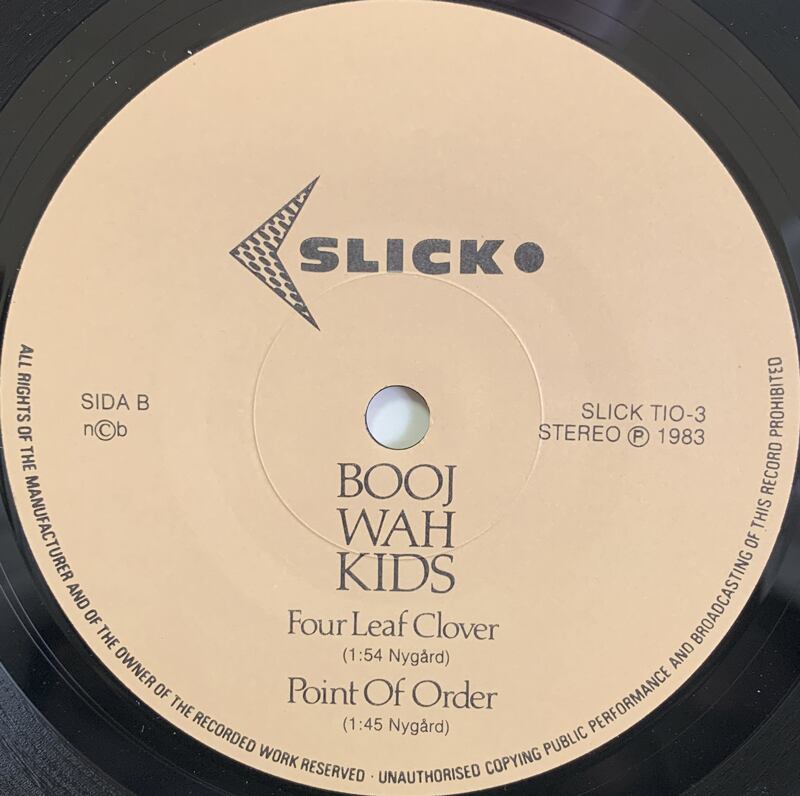 SLICK
SIDA B
n©b
SLICK TIO-3
STEREO ℗ 1983
BOOJ
WAH
KIDS
Four Leaf Clover
(1:54 Nygård)
Point Of Order
(1:45 Nygård)
ALL RIGHTS OF THE MANUFACTURER AND OF THE OWNER OF THE RECORDED WORK RESERVED · UNAUTHORISED COPYING PUBLIC PERFORMANCE AND BROADCASTING OF THIS RECORD PROHIBITED